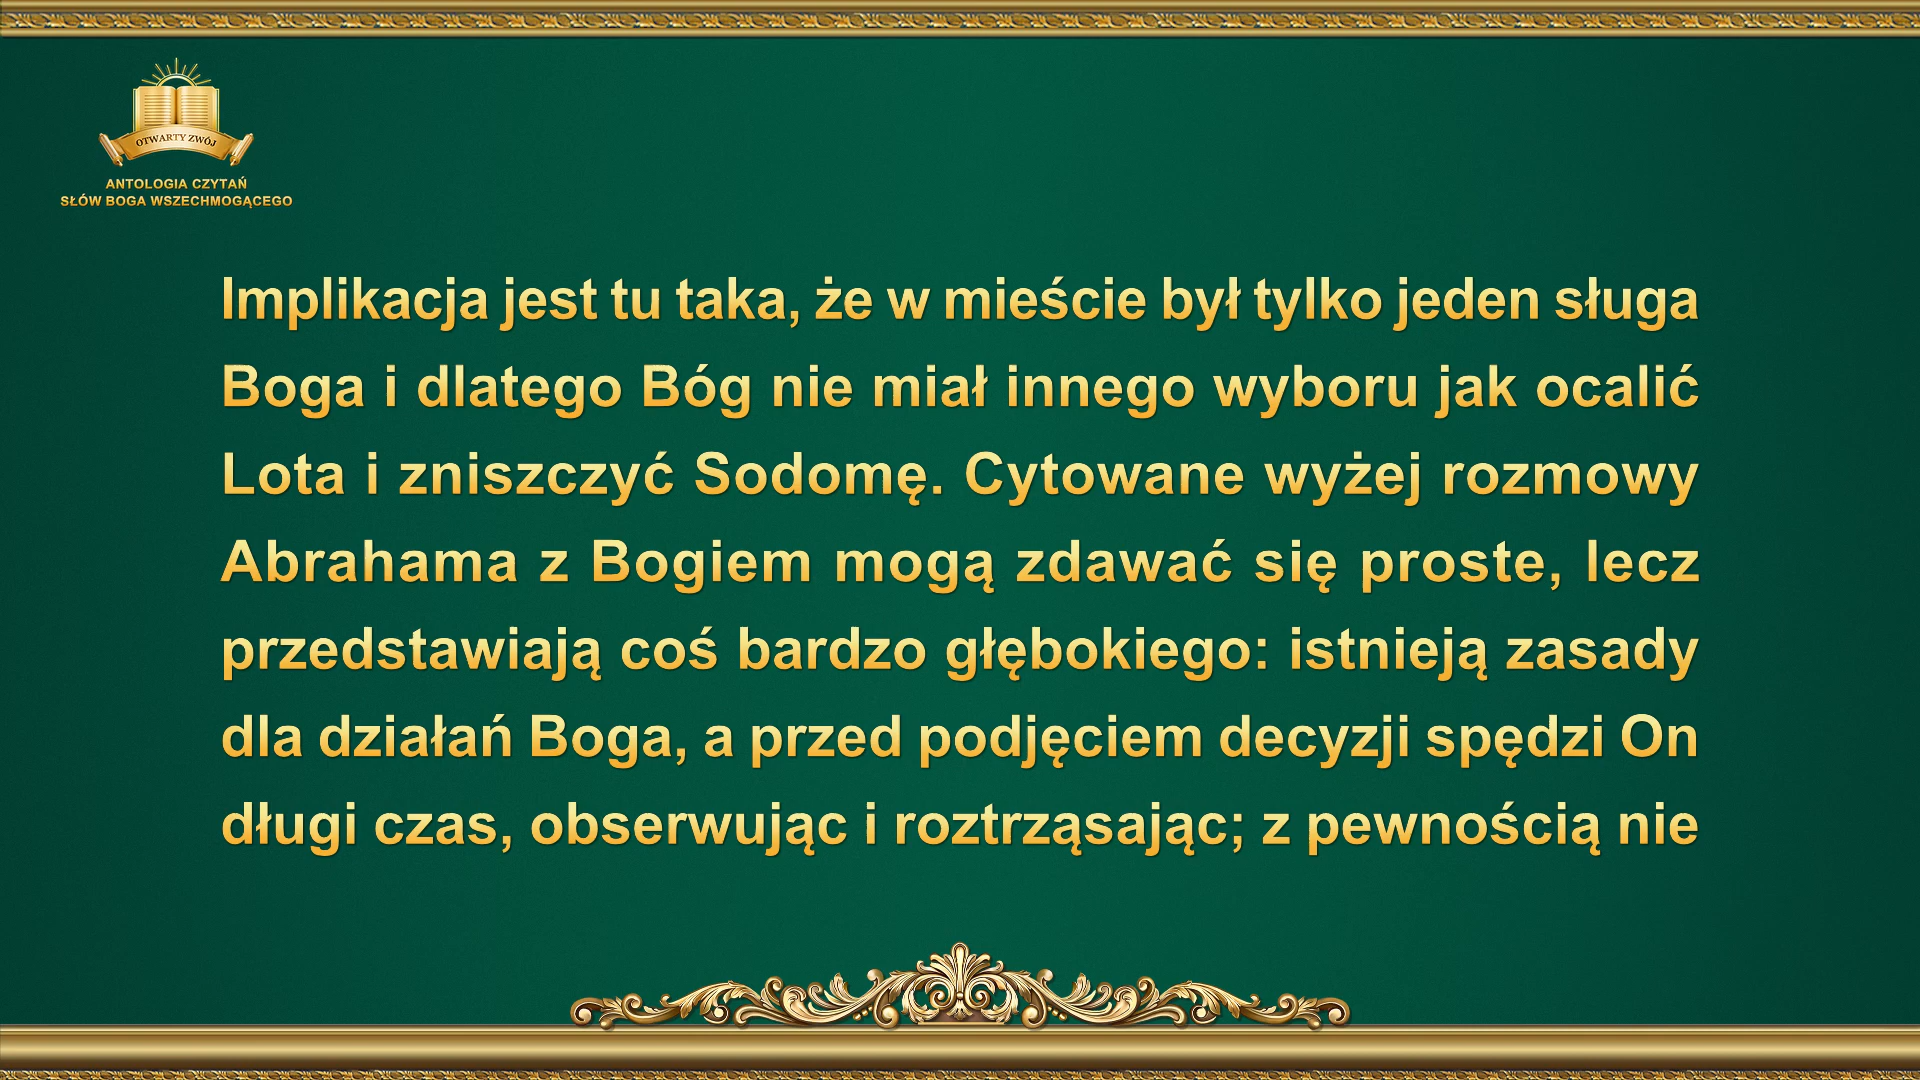 OTWARTY ZWÓJ
ANTOLOGIA CZYTAŃ
SŁÓW BOGA WSZECHMOGĄCEGO
Implikacja jest tu taka, że w mieście był tylko jeden sługa
Boga i dlatego Bóg nie miał innego wyboru jak ocalić
Lota i zniszczyć Sodomę. Cytowane wyżej rozmowy
Abrahama z Bogiem mogą zdawać się proste, lecz
przedstawiają coś bardzo głębokiego: istnieją zasady
dla działań Boga, a przed podjęciem decyzji spędzi On
długi czas, obserwując i roztrząsając; z pewnością nie